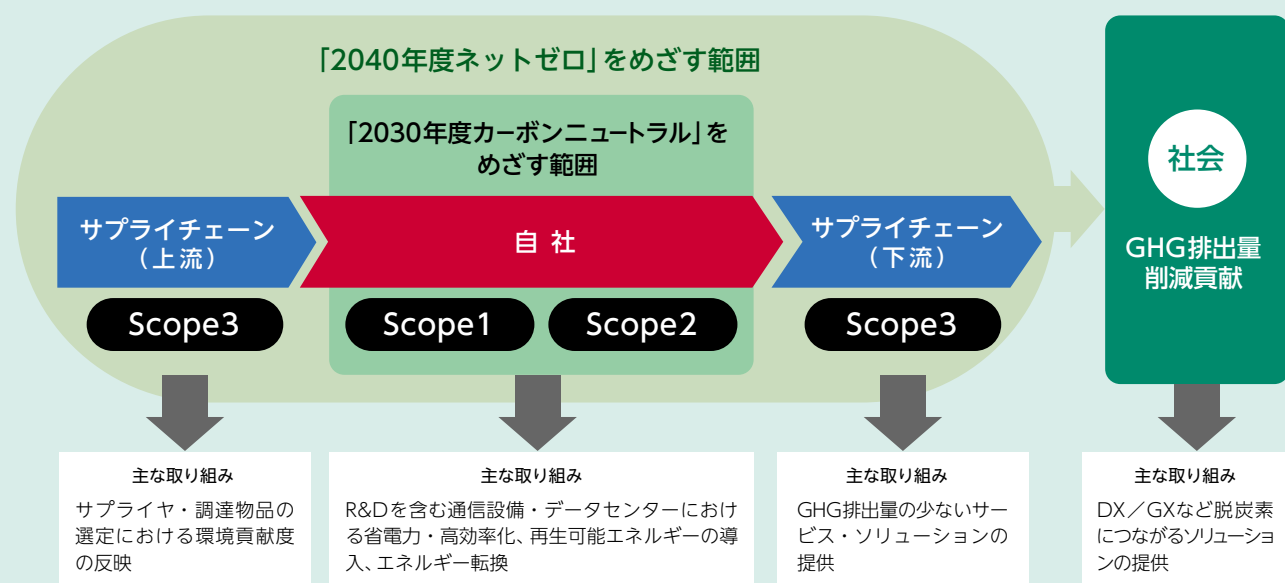 「2040年度ネットゼロ」をめざす範囲
「2030年度カーボンニュートラル」を
めざす範囲
サプライチェーン
（上流）
自社
サプライチェーン
（下流）
Scope3
Scope1
Scope2
Scope3
社会
GHG排出量
削減貢献
主な取り組み
サプライヤ・調達物品の
選定における環境貢献度
の反映
主な取り組み
R&Dを含む通信設備・データセンターにおけ
る省電力・高効率化、再生可能エネルギーの導
入、エネルギー転換
主な取り組み
GHG排出量の少ないサー
ビス・ソリューションの
提供
主な取り組み
DX／GXなど脱炭素
につながるソリューショ
ンの提供